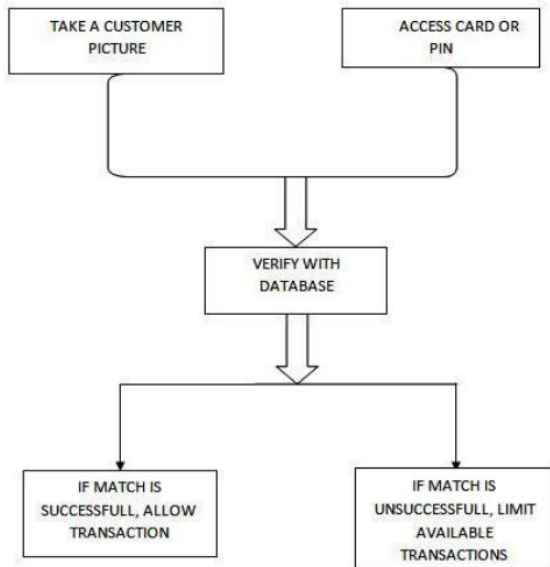 TAKE A CUSTOMER
PICTURE
ACCESS CARD OR
PIN
VERIFY WITH
DATABASE
IF MATCH IS
SUCCESSFULL, ALLOW
TRANSACTION
IF MATCH IS
UNSUCCESSFULL, LIMIT
AVAILABLE
TRANSACTIONS